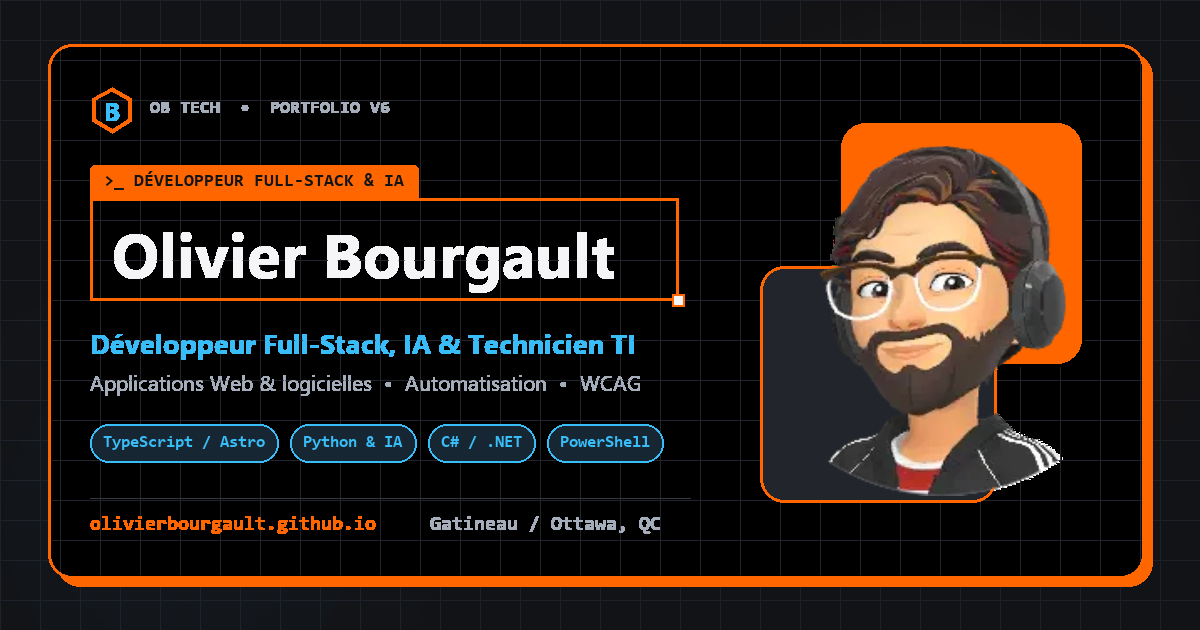 B OB TECH • PORTFOLIO V6
>_ DÉVELOPPEUR FULL-STACK & IA
Olivier Bourgault
Développeur Full-Stack, IA & Technicien TI
Applications Web & logicielles • Automatisation • WCAG
TypeScript / Astro Python & IA C# / .NET PowerShell
olivierbourgault.github.io Gatineau / Ottawa, QC